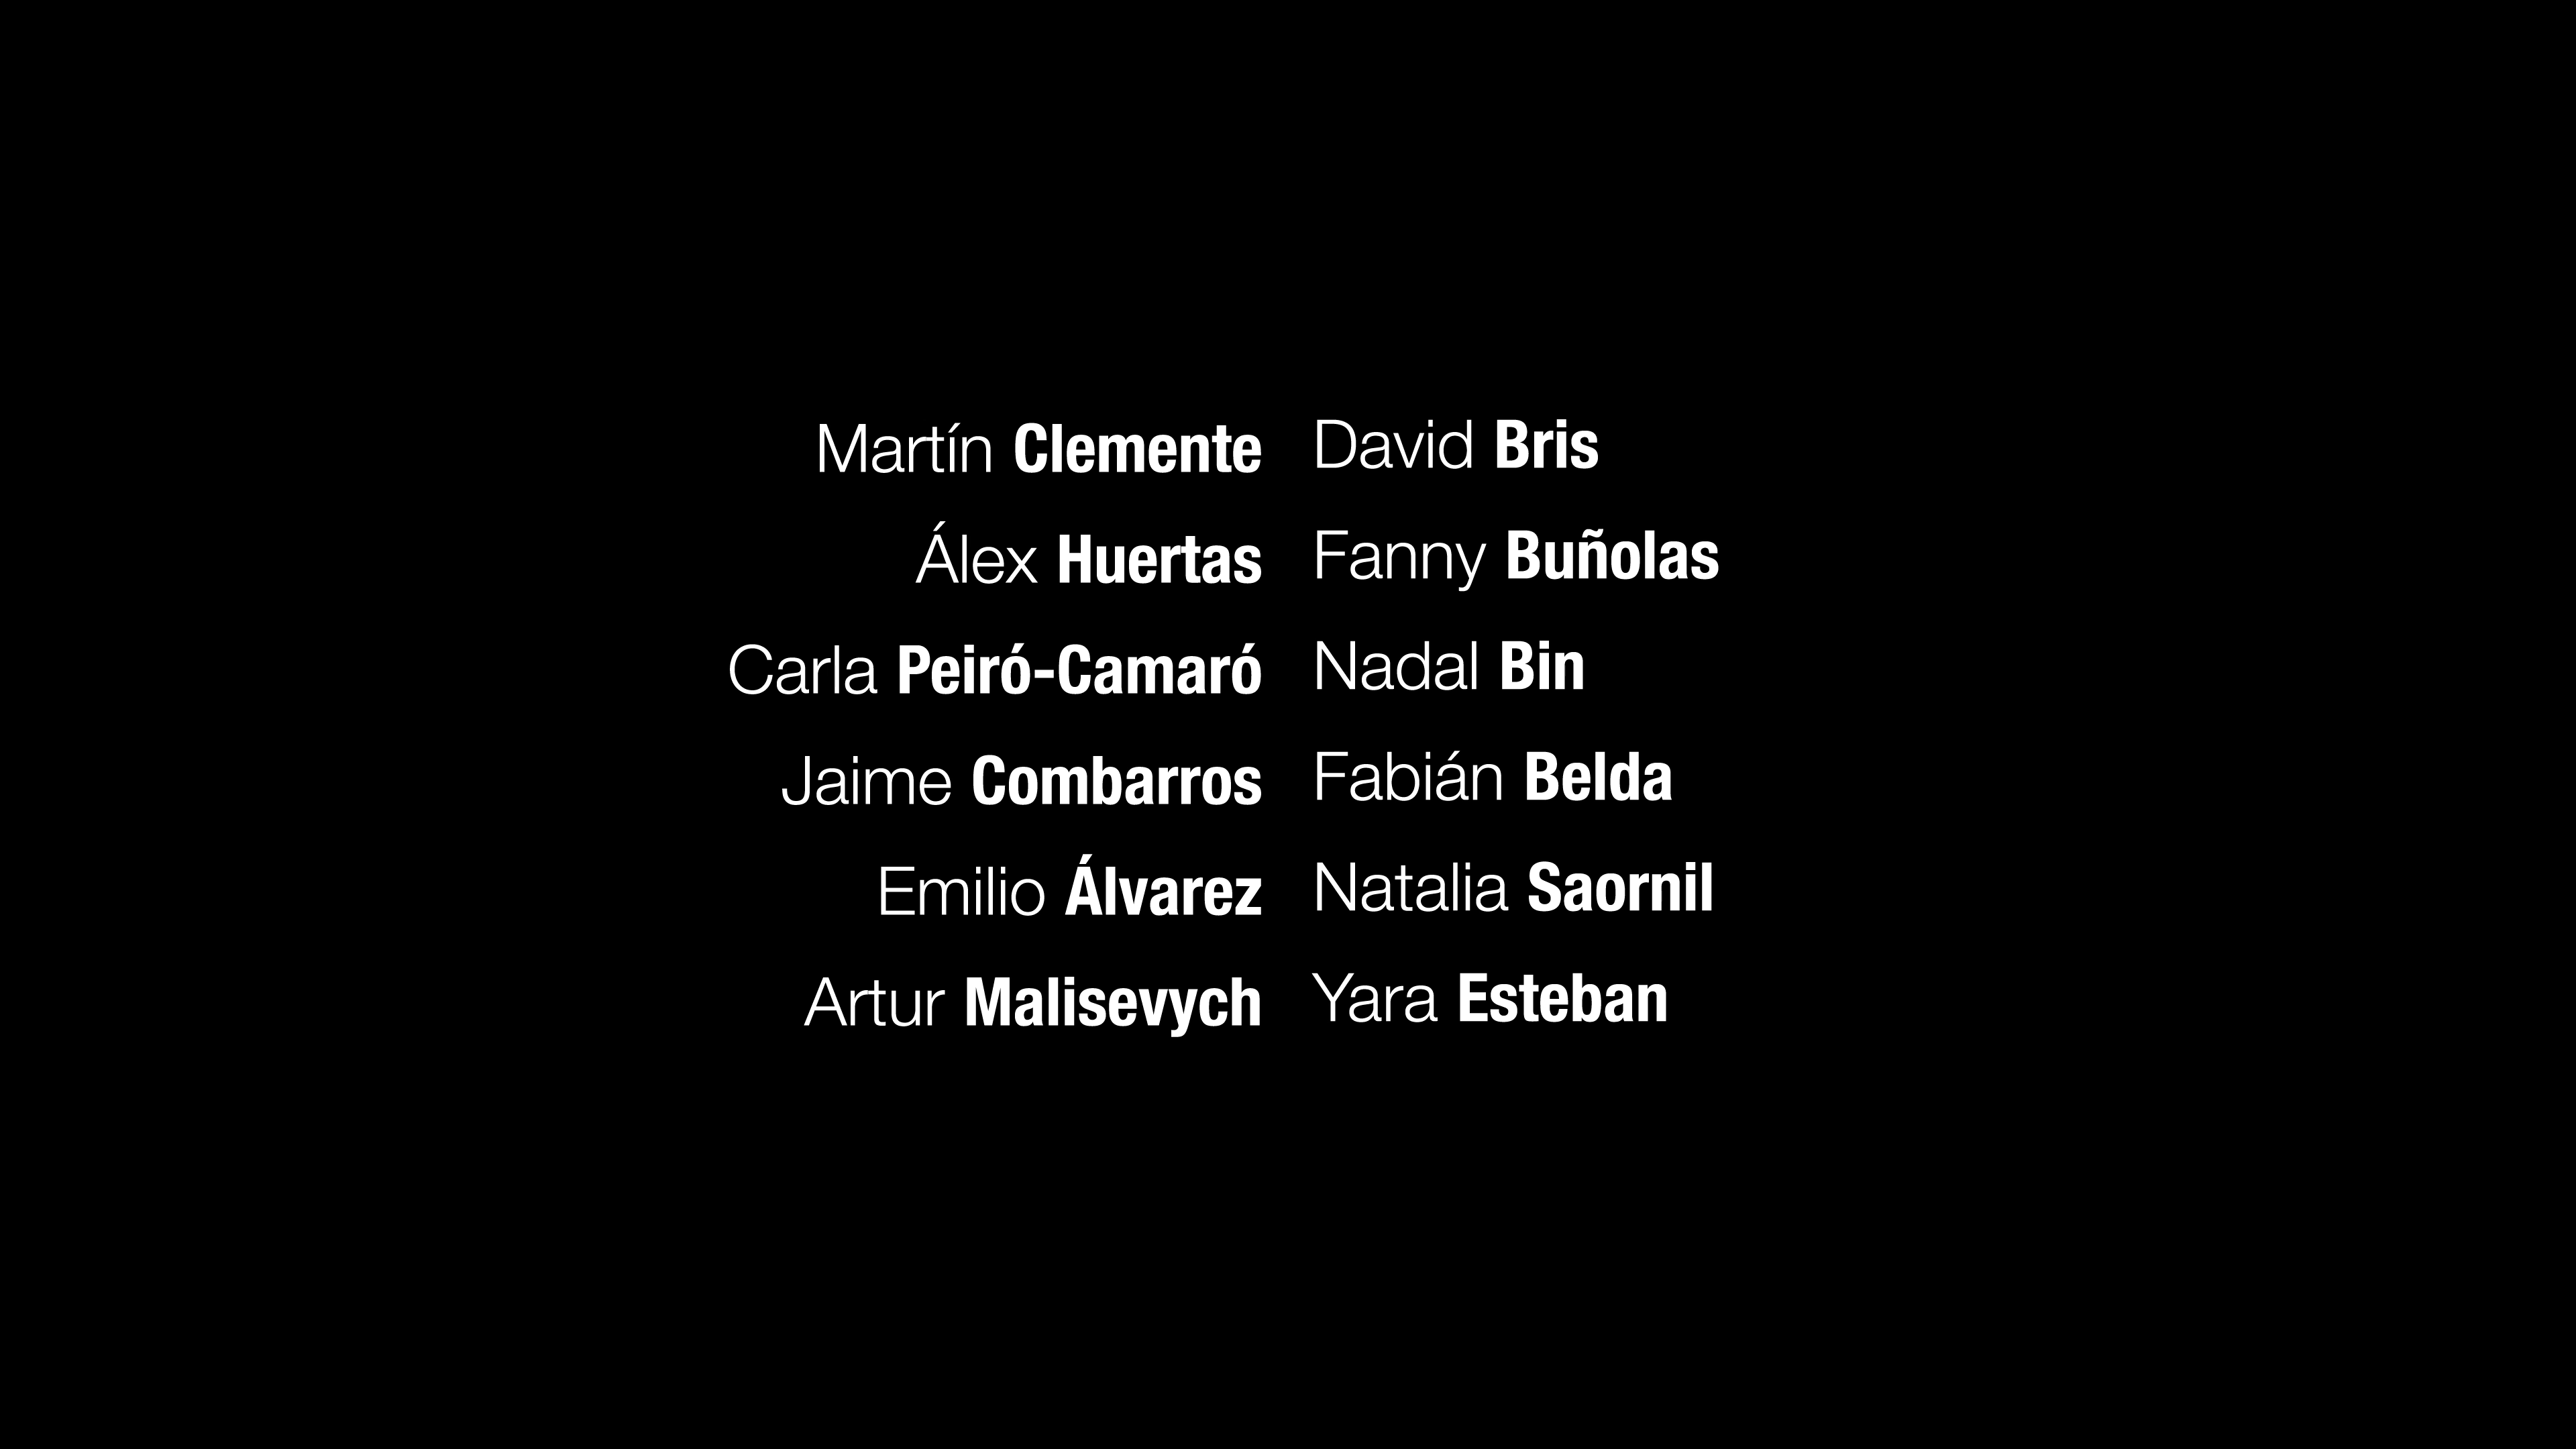 Martín Clemente
Álex Huertas
Carla Peiró-Camaró
Jaime Combarros
Emilio Álvarez
Artur Malisevych
David Bris
Fanny Buñolas
Nadal Bin
Fabián Belda
Natalia Saornil
Yara Esteban